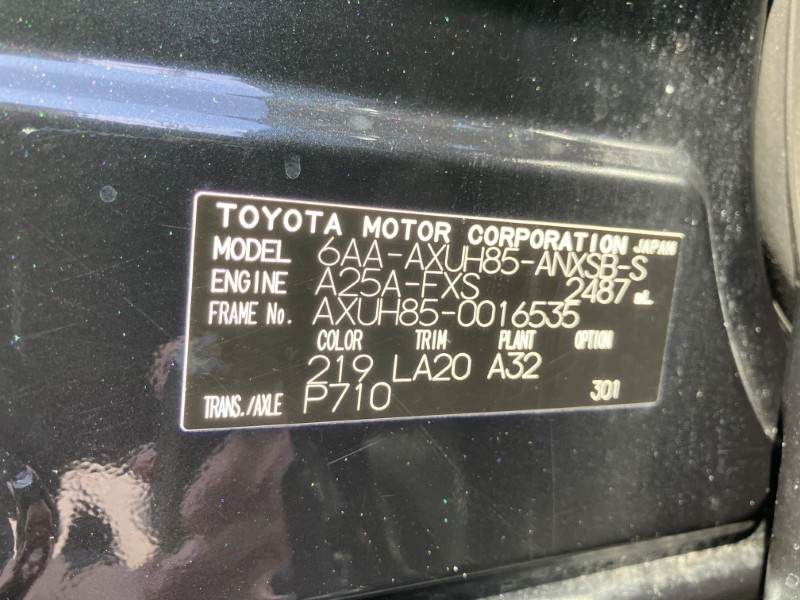 TOYOTA MOTOR CORPORATION JAPAN
MODEL 6AA-AXUH85-ANXSB-S
ENGINE A25A-FXS 2487 mL
FRAME No. AXUH85-0016535
COLOR TRIM PLANT OPTION
219 LA20 A32
TRANS./AXLE P710 301